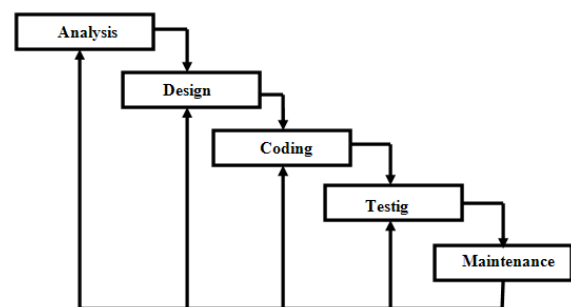 Analysis
Design
Coding
Testig
Maintenance